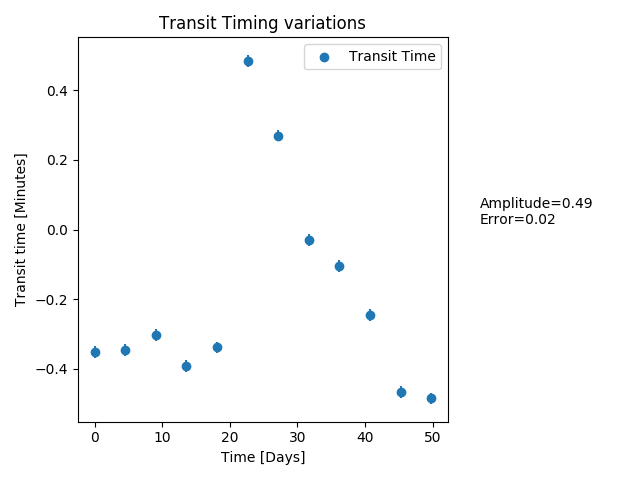 Transit Timing variations
Transit Time
Transit time [Minutes]
0.4
0.2
0.0
−0.2
−0.4
0 10 20 30 40 50
Time [Days]
Amplitude=0.49
Error=0.02